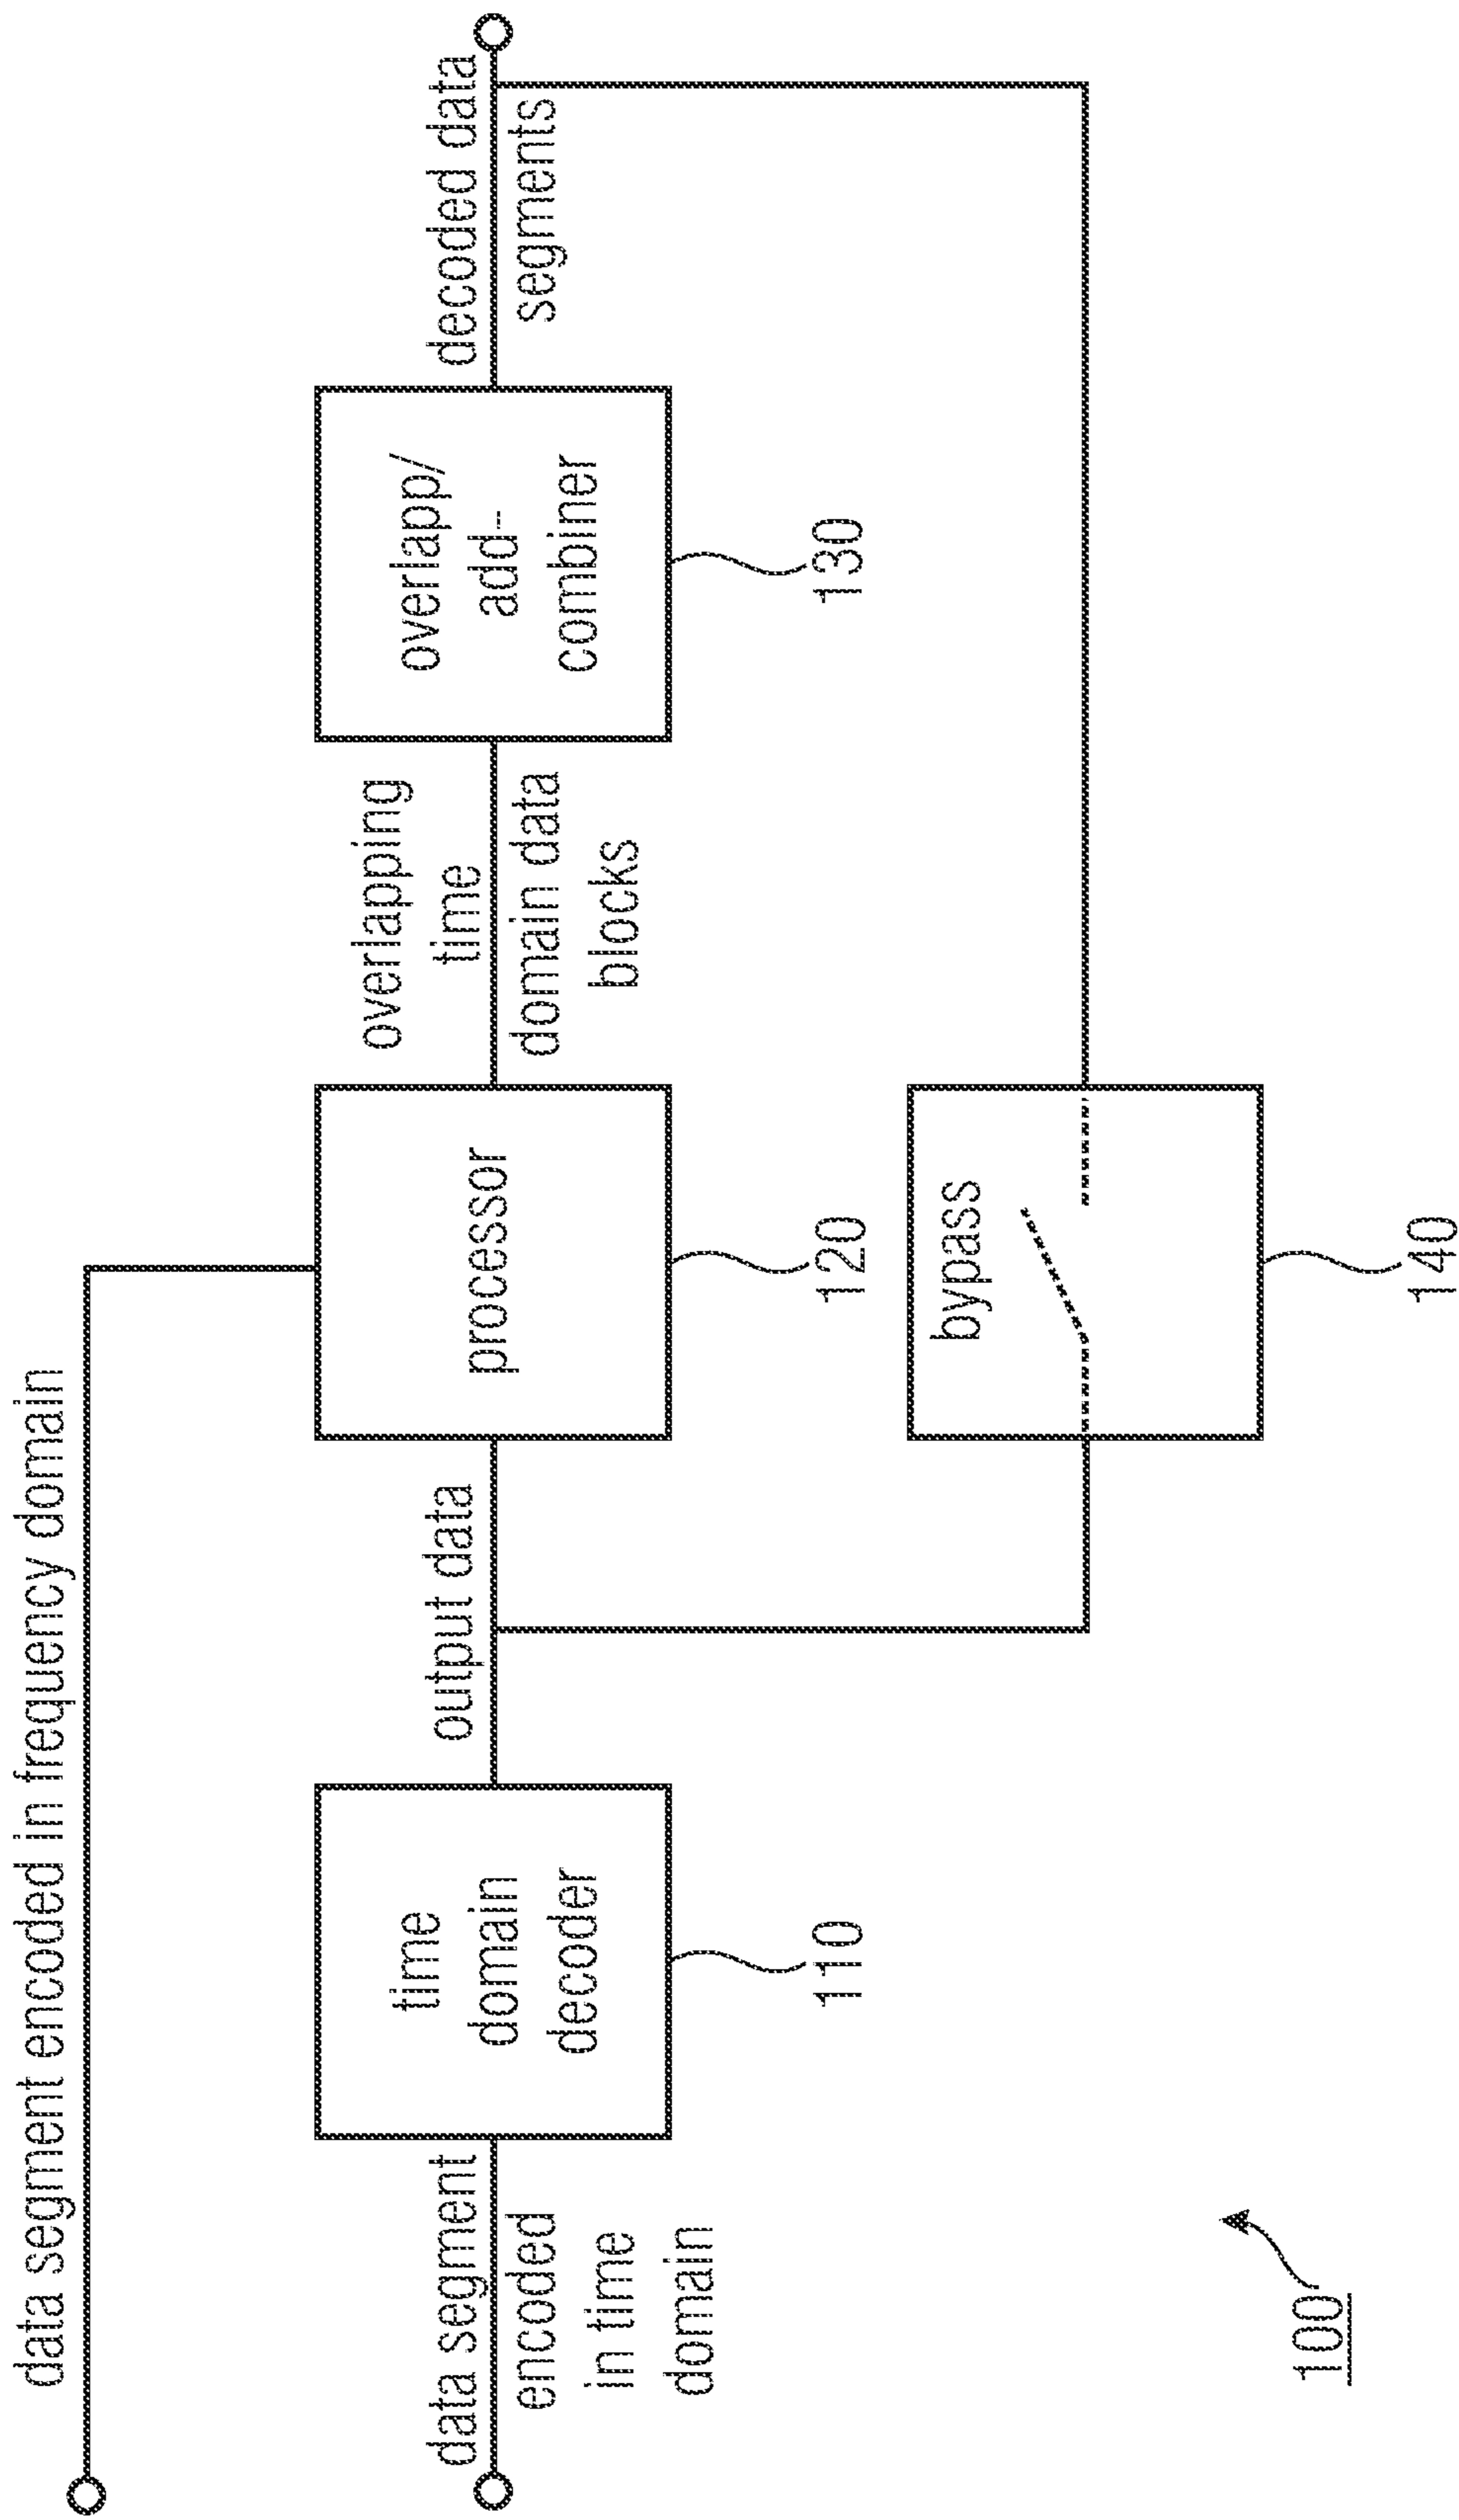 data segment encoded in frequency domain
data segment
encoded
in time
domain
time
domain
decoder
110
output data
processor
120
overlapping
time
domain data
blocks
overlapp/
add-
combiner
130
decoded data
segments
bypass
140
100